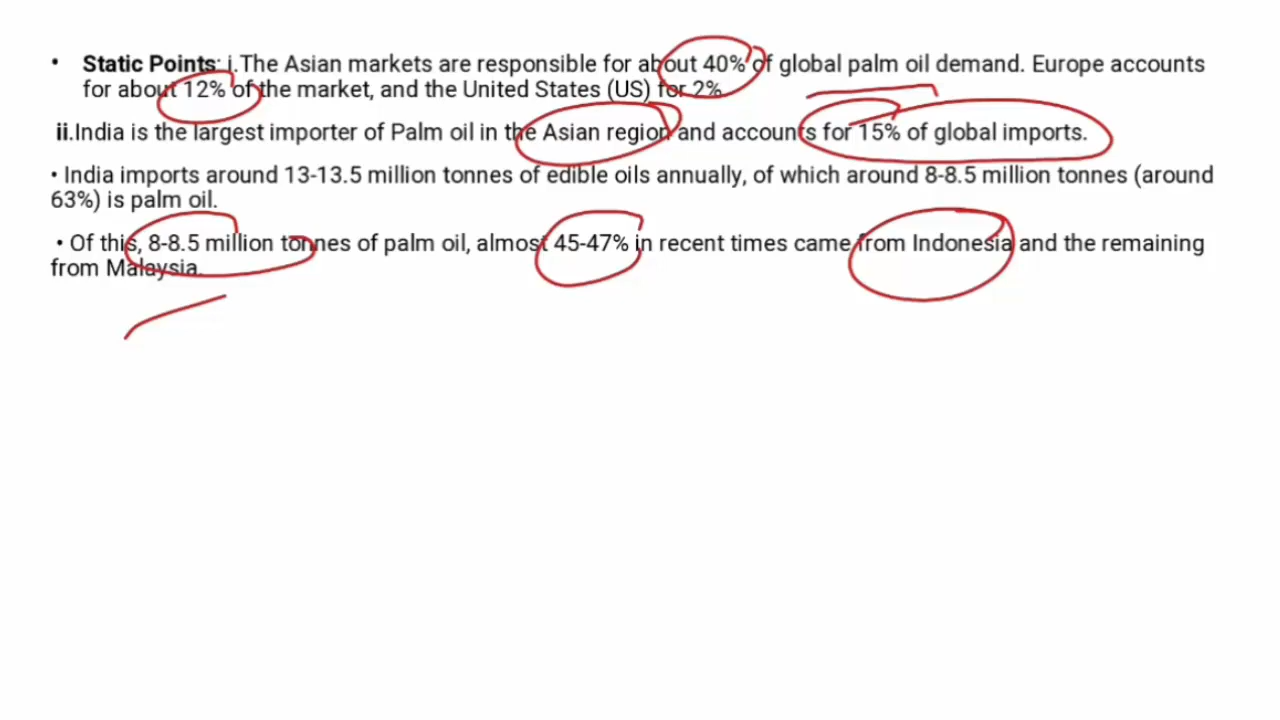 • Static Points: i.The Asian markets are responsible for about 40% of global palm oil demand. Europe accounts
for about 12% of the market, and the United States (US) for 2%.
ii.India is the largest importer of Palm oil in the Asian region and accounts for 15% of global imports.
• India imports around 13-13.5 million tonnes of edible oils annually, of which around 8-8.5 million tonnes (around
63%) is palm oil.
• Of this, 8-8.5 million tonnes of palm oil, almost 45-47% in recent times came from Indonesia and the remaining
from Malaysia.